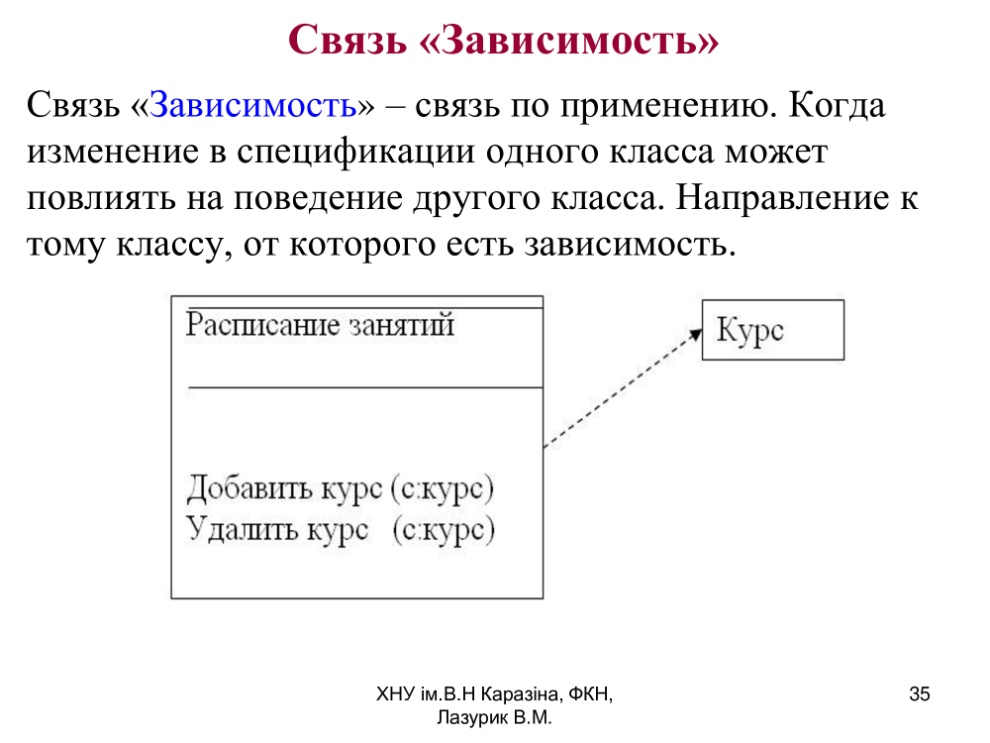 Связь «Зависимость»
Связь «Зависимость» – связь по применению. Когда
изменение в спецификации одного класса может
повлиять на поведение другого класса. Направление к
тому классу, от которого есть зависимость.
Расписание занятий
Курс
Добавить курс (с:курс)
Удалить курс (с:курс)
ХНУ ім.В.Н Каразіна, ФКН,
Лазурик В.М.
35